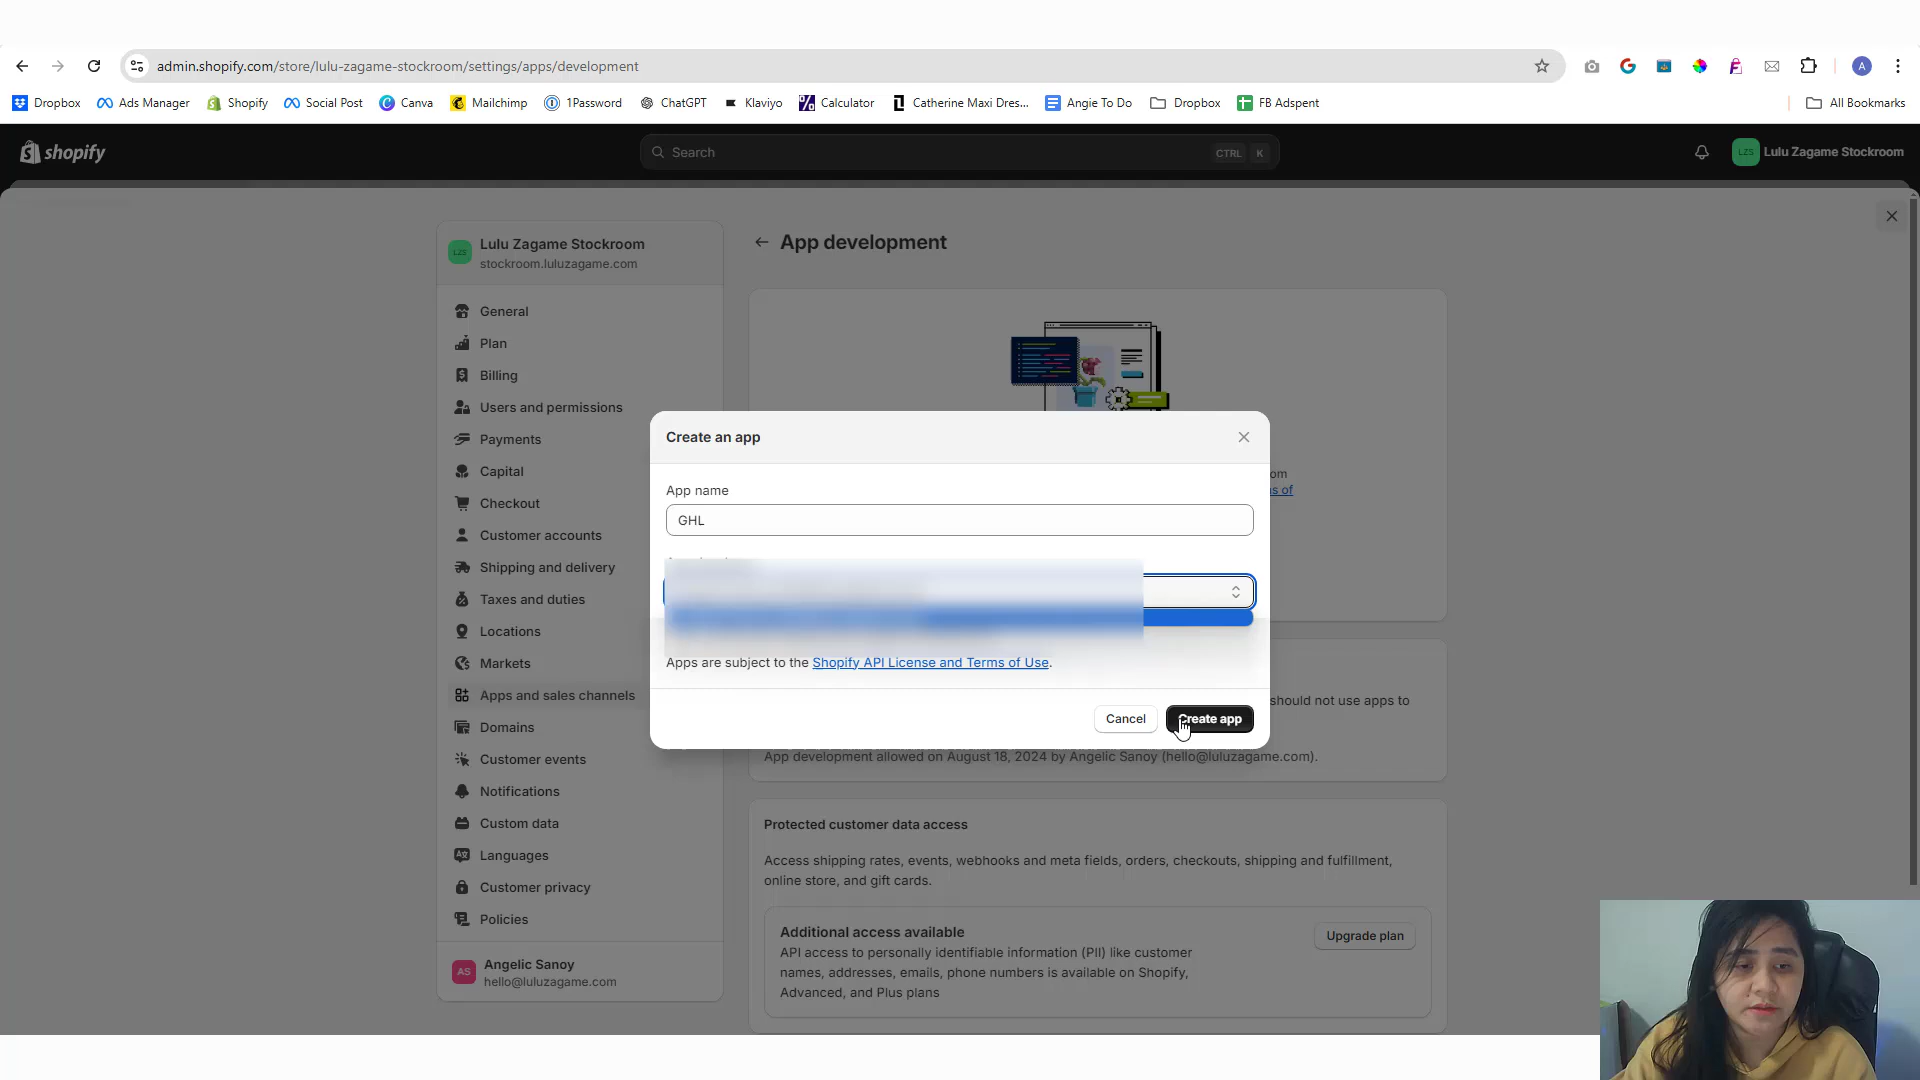 admin.shopify.com/store/lulu-zagame-stockroom/settings/apps/development
A
Dropbox
Ads Manager
Shopify
Social Post
Canva
Mailchimp
1Password
ChatGPT
Klaviyo
Calculator
Catherine Maxi Dres...
Angie To Do
Dropbox
FB Adspent
All Bookmarks
shopify
Search
CTRL K
LZS
Lulu Zagame Stockroom
LZS
Lulu Zagame Stockroom
stockroom.luluzagame.com
General
Plan
Billing
Users and permissions
Payments
Capital
Checkout
Customer accounts
Shipping and delivery
Taxes and duties
Locations
Markets
Apps and sales channels
Domains
Customer events
Notifications
Custom data
Languages
Customer privacy
Policies
AS
Angelic Sanoy
hello@luluzagame.com
App development
om
s of
Create an app
App name
GHL
Apps are subject to the Shopify API License and Terms of Use.
Cancel
Create app
should not use apps to
App development allowed on August 18, 2024 by Angelic Sanoy (hello@luluzagame.com).
Protected customer data access
Access shipping rates, events, webhooks and meta fields, orders, checkouts, shipping and fulfillment,
online store, and gift cards.
Additional access available
API access to personally identifiable information (PII) like customer
names, addresses, emails, phone numbers is available on Shopify,
Advanced, and Plus plans
Upgrade plan